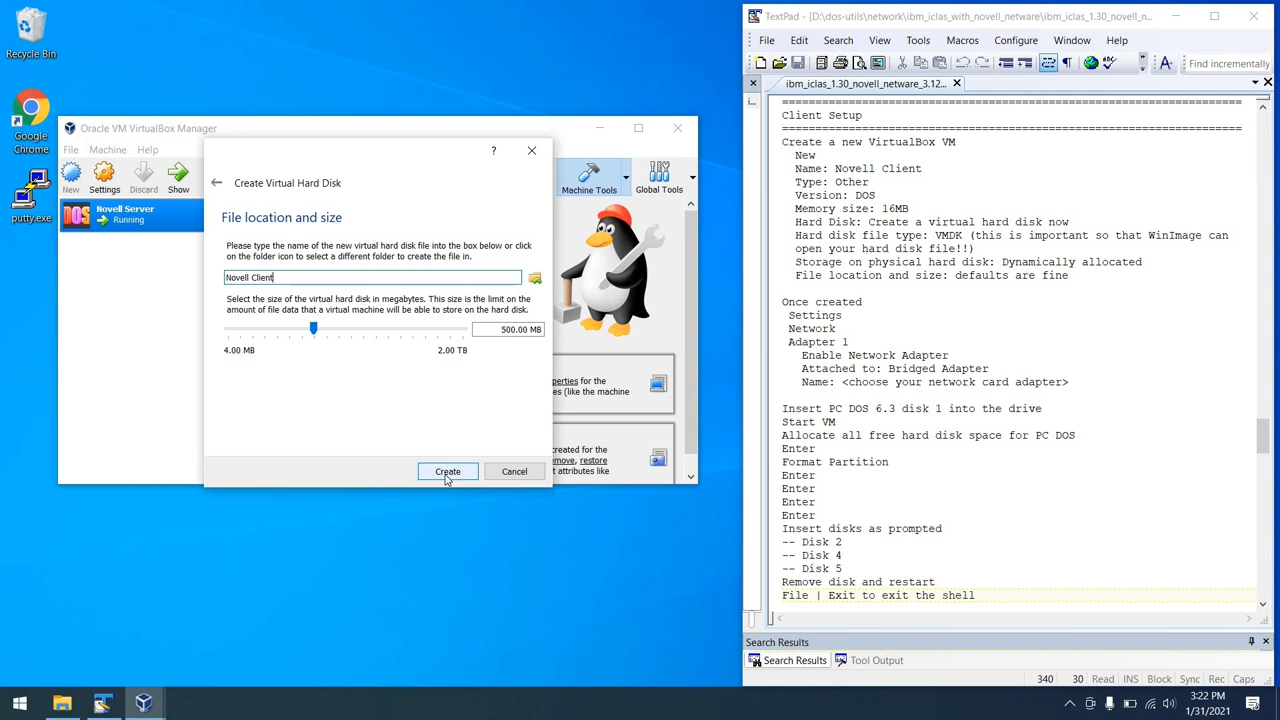 Recycle Bin
Google
Chrome
putty.exe
Oracle VM VirtualBox Manager
File Machine Help
New Settings Discard Show
Machine Tools Global Tools
DOS
Novell Server
Running
?
Create Virtual Hard Disk
File location and size
Please type the name of the new virtual hard disk file into the box below or click
on the folder icon to select a different folder to create the file in.
Novell Client
Select the size of the virtual hard disk in megabytes. This size is the limit on the
amount of file data that a virtual machine will be able to store on the hard disk.
500.00 MB
4.00 MB 2.00 TB
Create Cancel
for the
(like the machine
created for the
restore
attributes like
TextPad - [D:\dos-utils\network\ibm_iclas_with_novell_netware\ibm_iclas_1.30_novell_n...
File Edit Search View Tools Macros Configure Window Help
Find incrementally
ibm_iclas_1.30_novell_netware_3.12...
======================================================================
Client Setup
======================================================================
Create a new VirtualBox VM
New
Name: Novell Client
Type: Other
Version: DOS
Memory size: 16MB
Hard Disk: Create a virtual hard disk now
Hard disk file type: VMDK (this is important so that WinImage can
open your hard disk file!!)
Storage on physical hard disk: Dynamically allocated
File location and size: defaults are fine
Once created
Settings
Network
Adapter 1
Enable Network Adapter
Attached to: Bridged Adapter
Name: <choose your network card adapter>
Insert PC DOS 6.3 disk 1 into the drive
Start VM
Allocate all free hard disk space for PC DOS
Enter
Format Partition
Enter
Enter
Enter
Insert disks as prompted
-- Disk 2
-- Disk 4
-- Disk 5
Remove disk and restart
File | Exit to exit the shell
Search Results
Search Results Tool Output
340 30 Read INS Block Sync Rec Caps
3:22 PM
1/31/2021